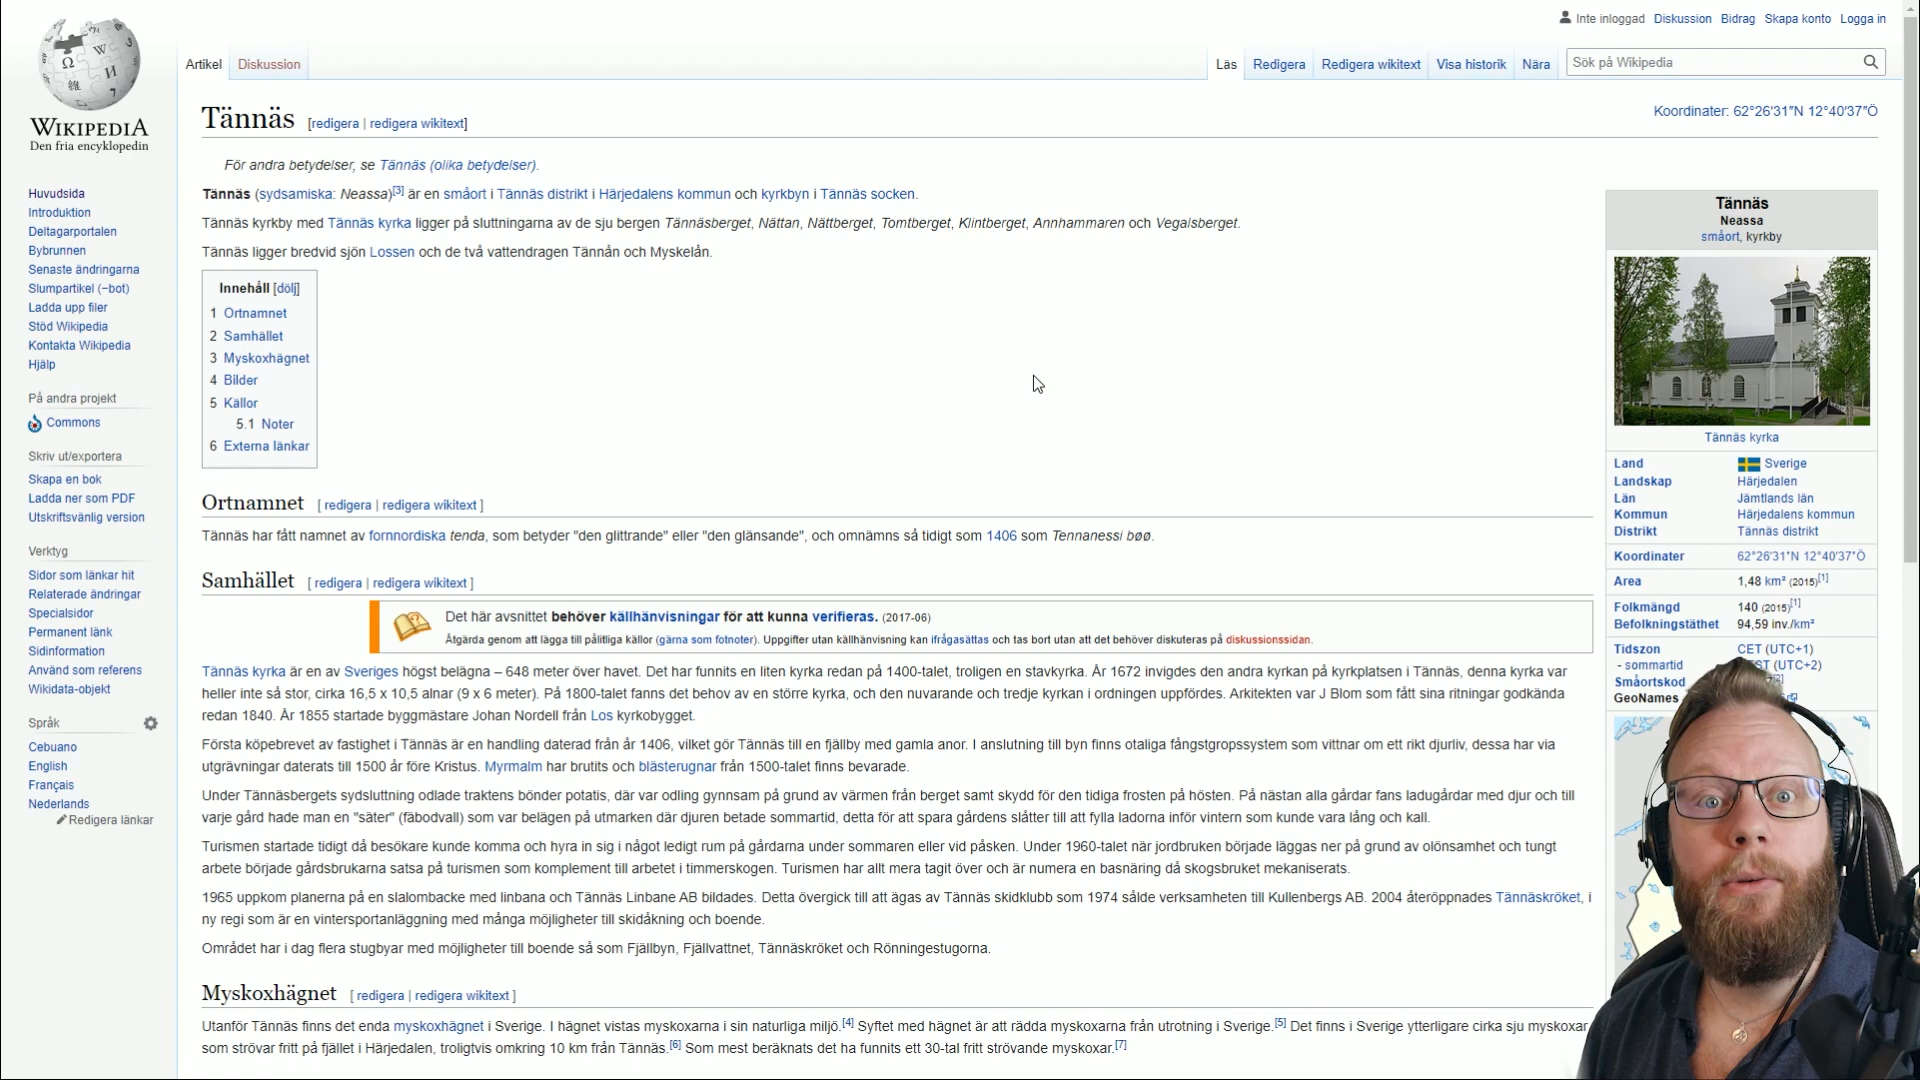 Inte inloggad Diskussion Bidrag Skapa konto Logga in
Artikel Diskussion
Läs Redigera Redigera wikitext Visa historik Nära Sök på Wikipedia
WIKIPEDIA
Den fria encyklopedin
Huvudsida
Introduktion
Deltagarportalen
Bybrunnen
Senaste ändringarna
Slumpartikel (−bot)
Ladda upp filer
Stöd Wikipedia
Kontakta Wikipedia
Hjälp
På andra projekt
Commons
Skriv ut/exportera
Skapa en bok
Ladda ner som PDF
Utskriftsvänlig version
Verktyg
Sidor som länkar hit
Relaterade ändringar
Specialsidor
Permanent länk
Sidinformation
Använd som referens
Wikidata-objekt
Språk
Cebuano
English
Français
Nederlands
Redigera länkar
Tännäs [redigera | redigera wikitext]
Koordinater: 62°26′31″N 12°40′37″Ö
För andra betydelser, se Tännäs (olika betydelser).
Tännäs (sydsamiska: Neassa)[3] är en småort i Tännäs distrikt i Härjedalens kommun och kyrkbyn i Tännäs socken.
Tännäs kyrkby med Tännäs kyrka ligger på sluttningarna av de sju bergen Tännäsberget, Nättan, Nättberget, Tomtberget, Klintberget, Annhammaren och Vegalsberget.
Tännäs ligger bredvid sjön Lossen och de två vattendragen Tännån och Myskelån.
Innehåll [dölj]
1 Ortnamnet
2 Samhället
3 Myskoxhägnet
4 Bilder
5 Källor
5.1 Noter
6 Externa länkar
Ortnamnet [ redigera | redigera wikitext ]
Tännäs har fått namnet av fornnordiska tenda, som betyder "den glittrande" eller "den glänsande", och omnämns så tidigt som 1406 som Tennanessi bøø.
Samhället [ redigera | redigera wikitext ]
Det här avsnittet behöver källhänvisningar för att kunna verifieras. (2017-06)
Åtgärda genom att lägga till pålitliga källor (gärna som fotnoter). Uppgifter utan källhänvisning kan ifrågasättas och tas bort utan att det behöver diskuteras på diskussionssidan.
Tännäs kyrka är en av Sveriges högst belägna – 648 meter över havet. Det har funnits en liten kyrka redan på 1400-talet, troligen en stavkyrka. År 1672 invigdes den andra kyrkan på kyrkplatsen i Tännäs, denna kyrka var
heller inte så stor, cirka 16,5 x 10,5 alnar (9 x 6 meter). På 1800-talet fanns det behov av en större kyrka, och den nuvarande och tredje kyrkan i ordningen uppfördes. Arkitekten var J Blom som fått sina ritningar godkända
redan 1840. År 1855 startade byggmästare Johan Nordell från Los kyrkobygget.
Första köpebrevet av fastighet i Tännäs är en handling daterad från år 1406, vilket gör Tännäs till en fjällby med gamla anor. I anslutning till byn finns otaliga fångstgropssystem som vittnar om ett rikt djurliv, dessa har via
utgrävningar daterats till 1500 år före Kristus. Myrmalm har brutits och blästerugnar från 1500-talet finns bevarade.
Under Tännäsbergets sydsluttning odlade traktens bönder potatis, där var odling gynnsam på grund av värmen från berget samt skydd för den tidiga frosten på hösten. På nästan alla gårdar fans ladugårdar med djur och till
varje gård hade man en "säter" (fäbodvall) som var belägen på utmarken där djuren betade sommartid, detta för att spara gårdens slåtter till att fylla ladorna inför vintern som kunde vara lång och kall.
Turismen startade tidigt då besökare kunde komma och hyra in sig i något ledigt rum på gårdarna under sommaren eller vid påsken. Under 1960-talet när jordbruken började läggas ner på grund av olönsamhet och tungt
arbete började gårdsbrukarna satsa på turismen som komplement till arbetet i timmerskogen. Turismen har allt mera tagit över och är numera en basnäring då skogsbruket mekaniserats.
1965 uppkom planerna på en slalombacke med linbana och Tännäs Linbane AB bildades. Detta övergick till att ägas av Tännäs skidklubb som 1974 sålde verksamheten till Kullenbergs AB. 2004 återöppnades Tännäskröket, i
ny regi som är en vintersportanläggning med många möjligheter till skidåkning och boende.
Området har i dag flera stugbyar med möjligheter till boende så som Fjällbyn, Fjällvattnet, Tännäskröket och Rönningestugorna.
Myskoxhägnet [ redigera | redigera wikitext ]
Utanför Tännäs finns det enda myskoxhägnet i Sverige. I hägnet vistas myskoxarna i sin naturliga miljö.[4] Syftet med hägnet är att rädda myskoxarna från utrotning i Sverige.[5] Det finns i Sverige ytterligare cirka sju myskoxar
som strövar fritt på fjället i Härjedalen, troligtvis omkring 10 km från Tännäs.[6] Som mest beräknats det ha funnits ett 30-tal fritt strövande myskoxar.[7]
Tännäs
Neassa
småort, kyrkby
Tännäs kyrka
Land Sverige
Landskap Härjedalen
Län Jämtlands län
Kommun Härjedalens kommun
Distrikt Tännäs distrikt
Koordinater 62°26′31″N 12°40′37″Ö
Area 1,48 km² (2015)[1]
Folkmängd 140 (2015)[1]
Befolkningstäthet 94,59 inv./km²
Tidszon CET (UTC+1)
- sommartid (UTC+2)
Småortskod [2]
GeoNames